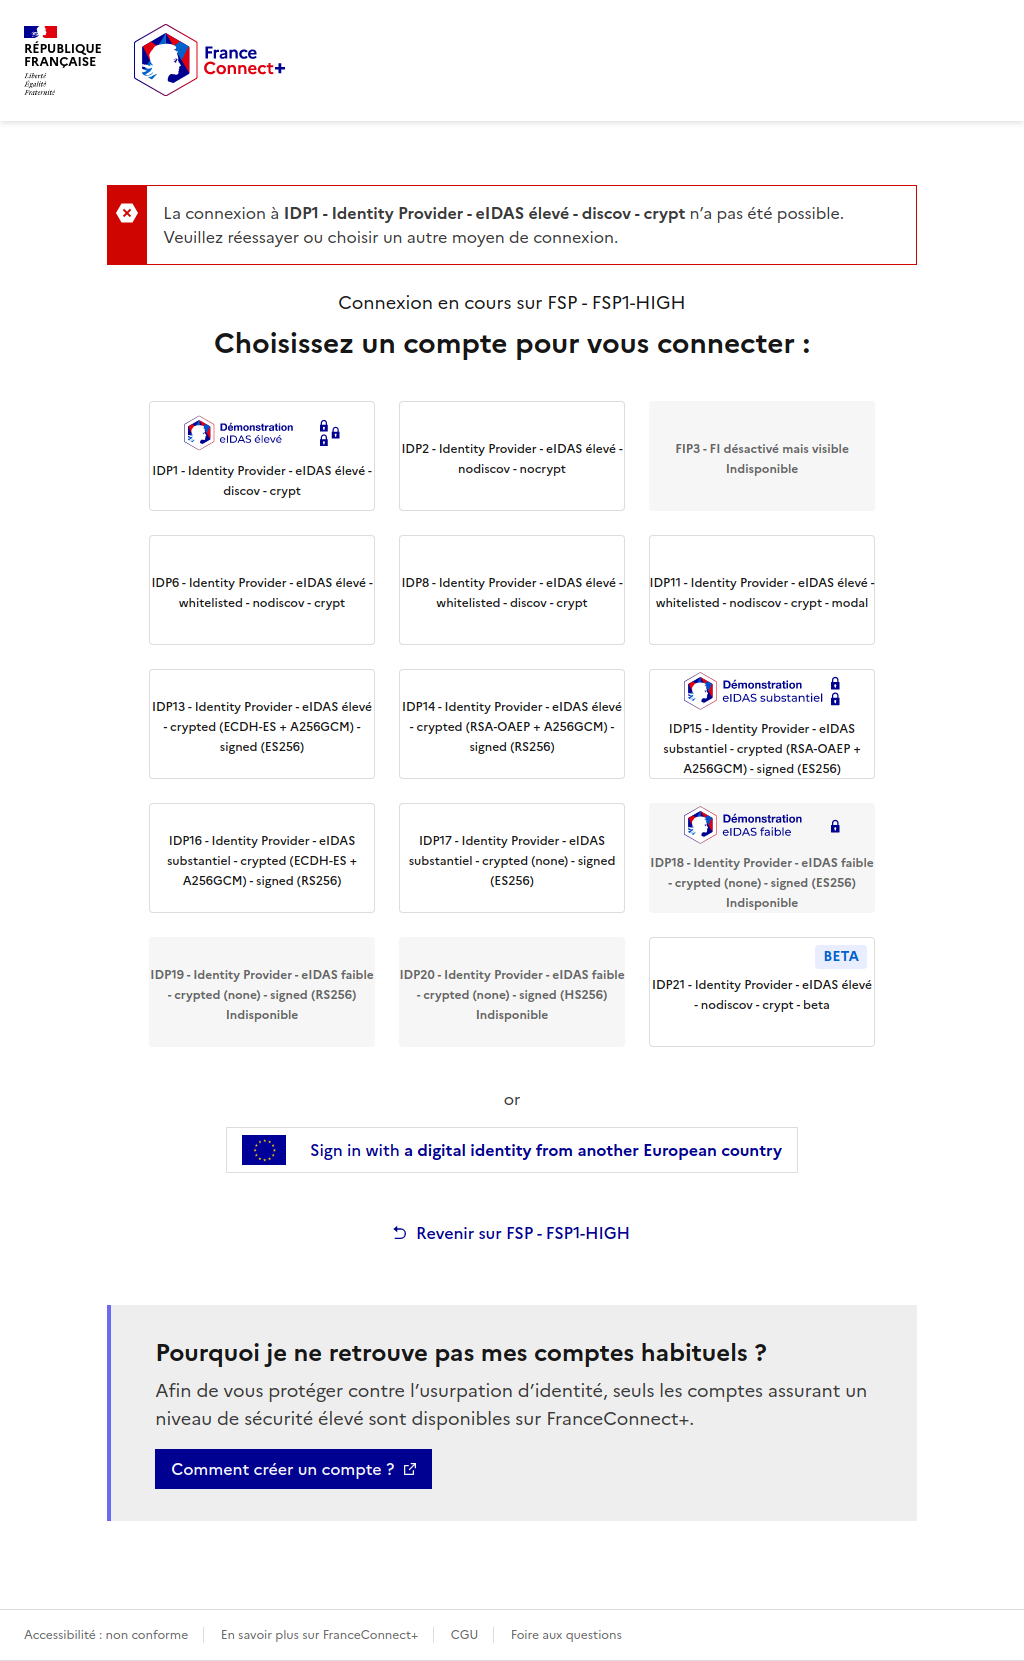 RÉPUBLIQUE
FRANÇAISE
Liberté
Égalité
Fraternité
France
Connect+
La connexion à IDP1 - Identity Provider - eIDAS élevé - discov - crypt n’a pas été possible.
Veuillez réessayer ou choisir un autre moyen de connexion.
Connexion en cours sur FSP - FSP1-HIGH
Choisissez un compte pour vous connecter :
Démonstration
eIDAS élevé
IDP1 - Identity Provider - eIDAS élevé -
discov - crypt
IDP2 - Identity Provider - eIDAS élevé -
nodiscov - nocrypt
FIP3 - FI désactivé mais visible
Indisponible
IDP6 - Identity Provider - eIDAS élevé -
whitelisted - nodiscov - crypt
IDP8 - Identity Provider - eIDAS élevé -
whitelisted - discov - crypt
IDP11 - Identity Provider - eIDAS élevé -
whitelisted - nodiscov - crypt - modal
IDP13 - Identity Provider - eIDAS élevé
- crypted (ECDH-ES + A256GCM) -
signed (ES256)
IDP14 - Identity Provider - eIDAS élevé
- crypted (RSA-OAEP + A256GCM) -
signed (RS256)
Démonstration
eIDAS substantiel
IDP15 - Identity Provider - eIDAS
substantiel - crypted (RSA-OAEP +
A256GCM) - signed (ES256)
IDP16 - Identity Provider - eIDAS
substantiel - crypted (ECDH-ES +
A256GCM) - signed (RS256)
IDP17 - Identity Provider - eIDAS
substantiel - crypted (none) - signed
(ES256)
Démonstration
eIDAS faible
IDP18 - Identity Provider - eIDAS faible
- crypted (none) - signed (ES256)
Indisponible
IDP19 - Identity Provider - eIDAS faible
- crypted (none) - signed (RS256)
Indisponible
IDP20 - Identity Provider - eIDAS faible
- crypted (none) - signed (HS256)
Indisponible
BETA
IDP21 - Identity Provider - eIDAS élevé
- nodiscov - crypt - beta
or
Sign in with a digital identity from another European country
Revenir sur FSP - FSP1-HIGH
Pourquoi je ne retrouve pas mes comptes habituels ?
Afin de vous protéger contre l’usurpation d’identité, seuls les comptes assurant un
niveau de sécurité élevé sont disponibles sur FranceConnect+.
Comment créer un compte ?
Accessibilité : non conforme
En savoir plus sur FranceConnect+
CGU
Foire aux questions